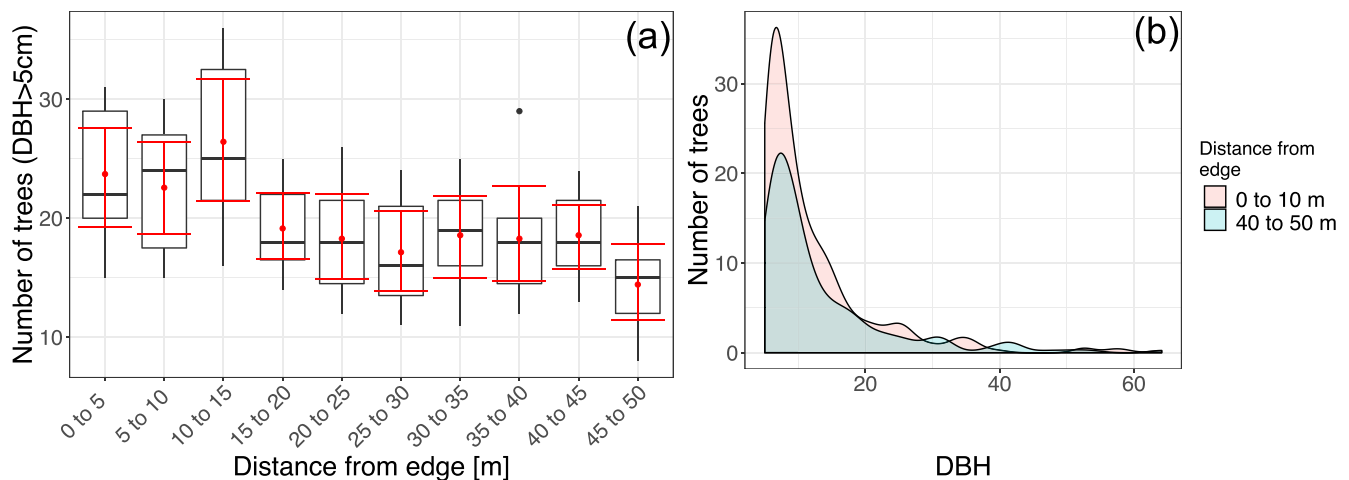 (a)
Number of trees (DBH>5cm)
30
20
10
0 to 5
5 to 10
10 to 15
15 to 20
20 to 25
25 to 30
30 to 35
35 to 40
40 to 45
45 to 50
Distance from edge [m]
(b)
Number of trees
30
20
10
0
20
40
60
DBH
Distance from
edge
0 to 10 m
40 to 50 m